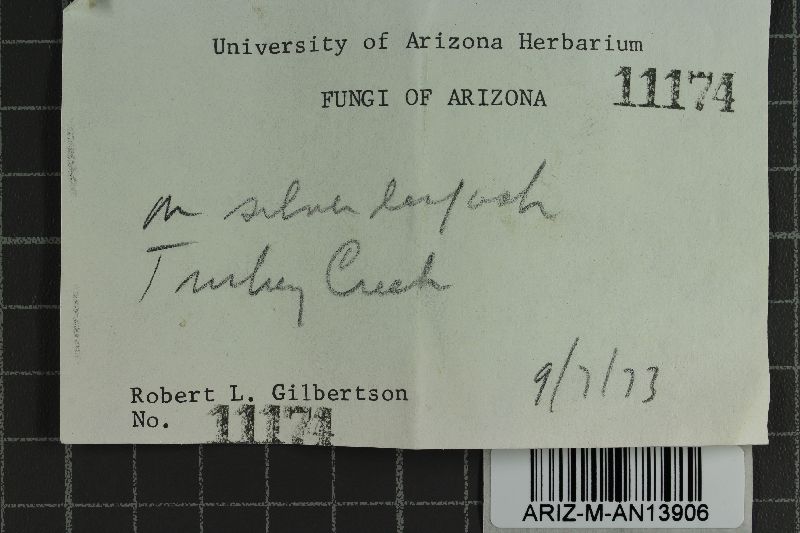 University of Arizona Herbarium
FUNGI OF ARIZONA 11174
on silver leaf oak
Turkey Creek
9/7/73
Robert L. Gilbertson
No. 11174
ARIZ-M-AN13906